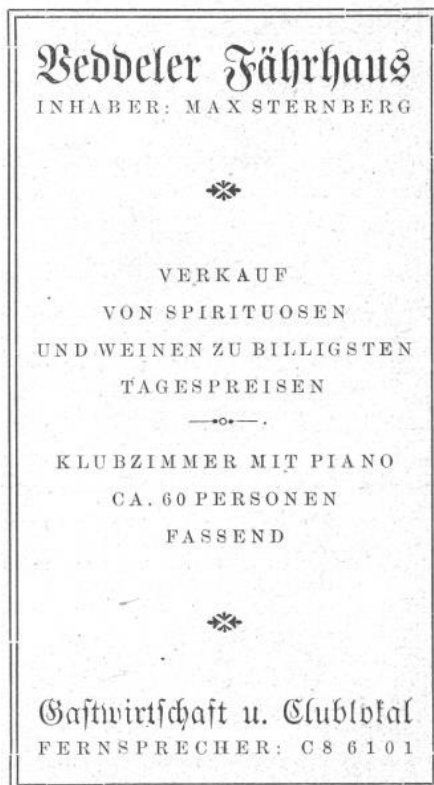 Veddeler Fährhaus
INHABER: MAX STERNBERG
VERKAUF
VON SPIRITUOSEN
UND WEINEN ZU BILLIGSTEN
TAGESPREISEN
KLUBZIMMER MIT PIANO
CA. 60 PERSONEN
FASSEND
Gastwirtschaft u. Clublokal
FERNSPRECHER: C8 6101